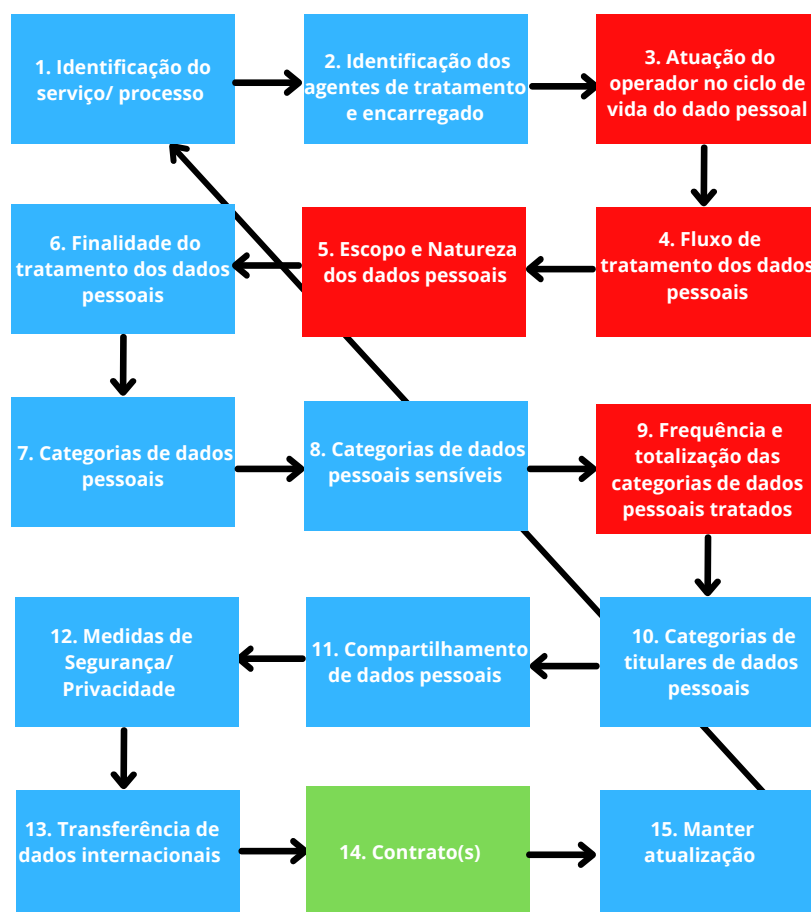 1. Identificação do
serviço/ processo
2. Identificação dos
agentes de tratamento
e encarregado
3. Atuação do
operador no ciclo de
vida do dado pessoal
4. Fluxo de
tratamento dos dados
pessoais
5. Escopo e Natureza
dos dados pessoais
6. Finalidade do
tratamento dos dados
pessoais
7. Categorias de dados
pessoais
8. Categorias de dados
pessoais sensíveis
9. Frequência e
totalização das
categorias de dados
pessoais tratados
10. Categorias de
titulares de dados
pessoais
11. Compartilhamento
de dados pessoais
12. Medidas de
Segurança/
Privacidade
13. Transferência de
dados internacionais
14. Contrato(s)
15. Manter
atualização